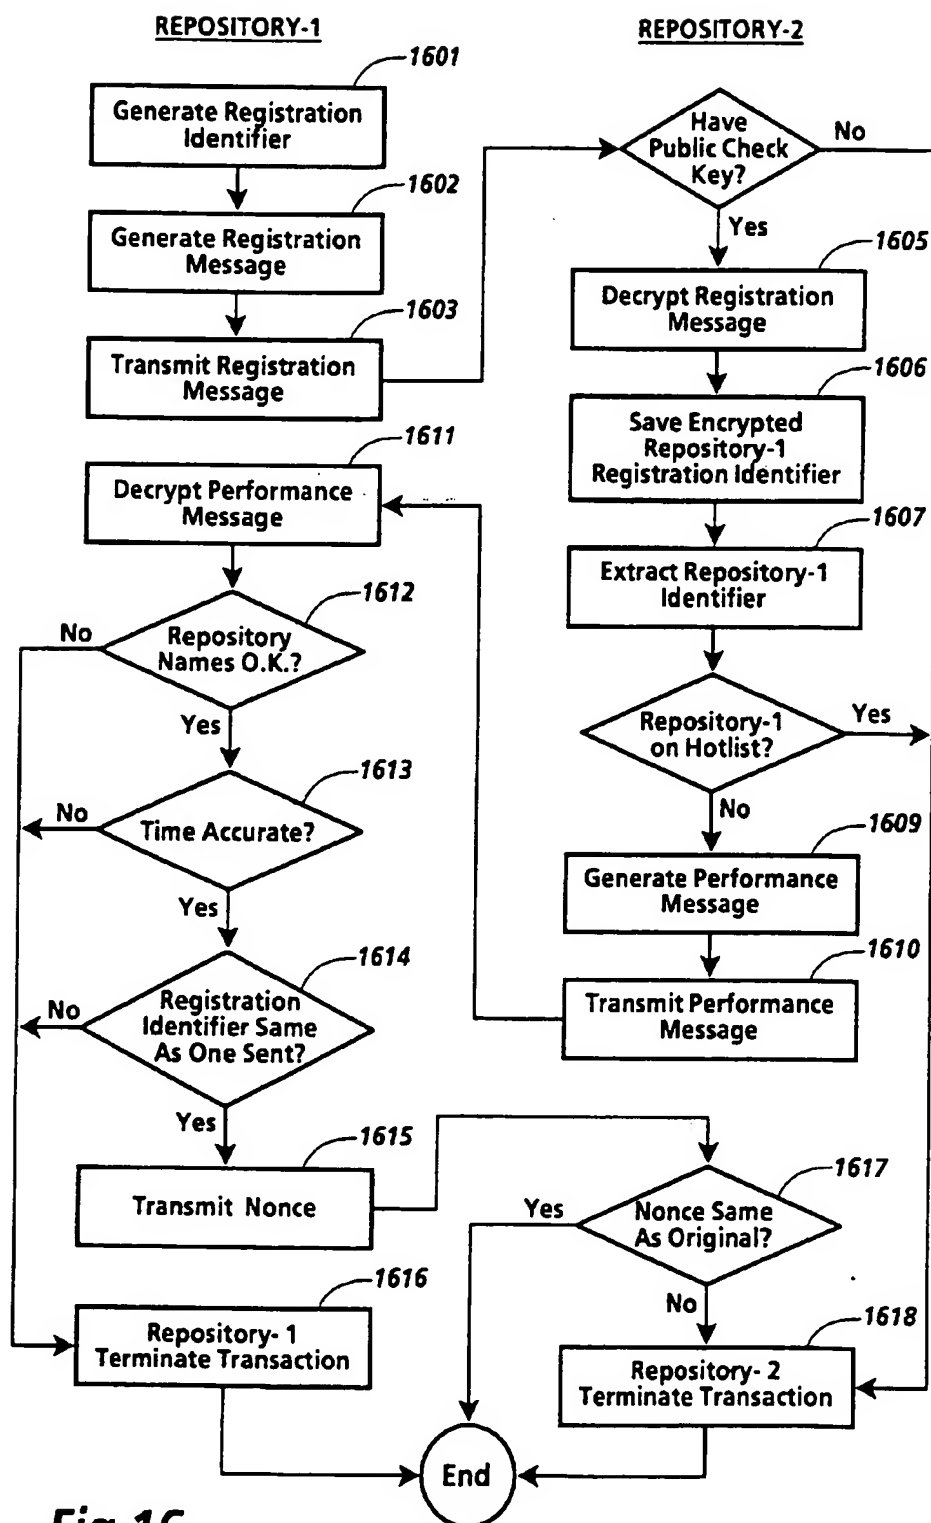 REPOSITORY-1
1601
Generate Registration
Identifier
1602
Generate Registration
Message
1603
Transmit Registration
Message
1611
Decrypt Performance
Message
1612
No
Repository
Names O.K.?
Yes
1613
No
Time Accurate?
Yes
1614
No
Registration
Identifier Same
As One Sent?
Yes
1615
Transmit Nonce
1616
Repository- 1
Terminate Transaction
REPOSITORY-2
Have
Public Check
Key?
No
Yes
1605
Decrypt Registration
Message
1606
Save Encrypted
Repository-1
Registration Identifier
1607
Extract Repository-1
Identifier
Repository-1
on Hotlist?
Yes
No
1609
Generate Performance
Message
1610
Transmit Performance
Message
1617
Yes
Nonce Same
As Original?
No
1618
Repository- 2
Terminate Transaction
End